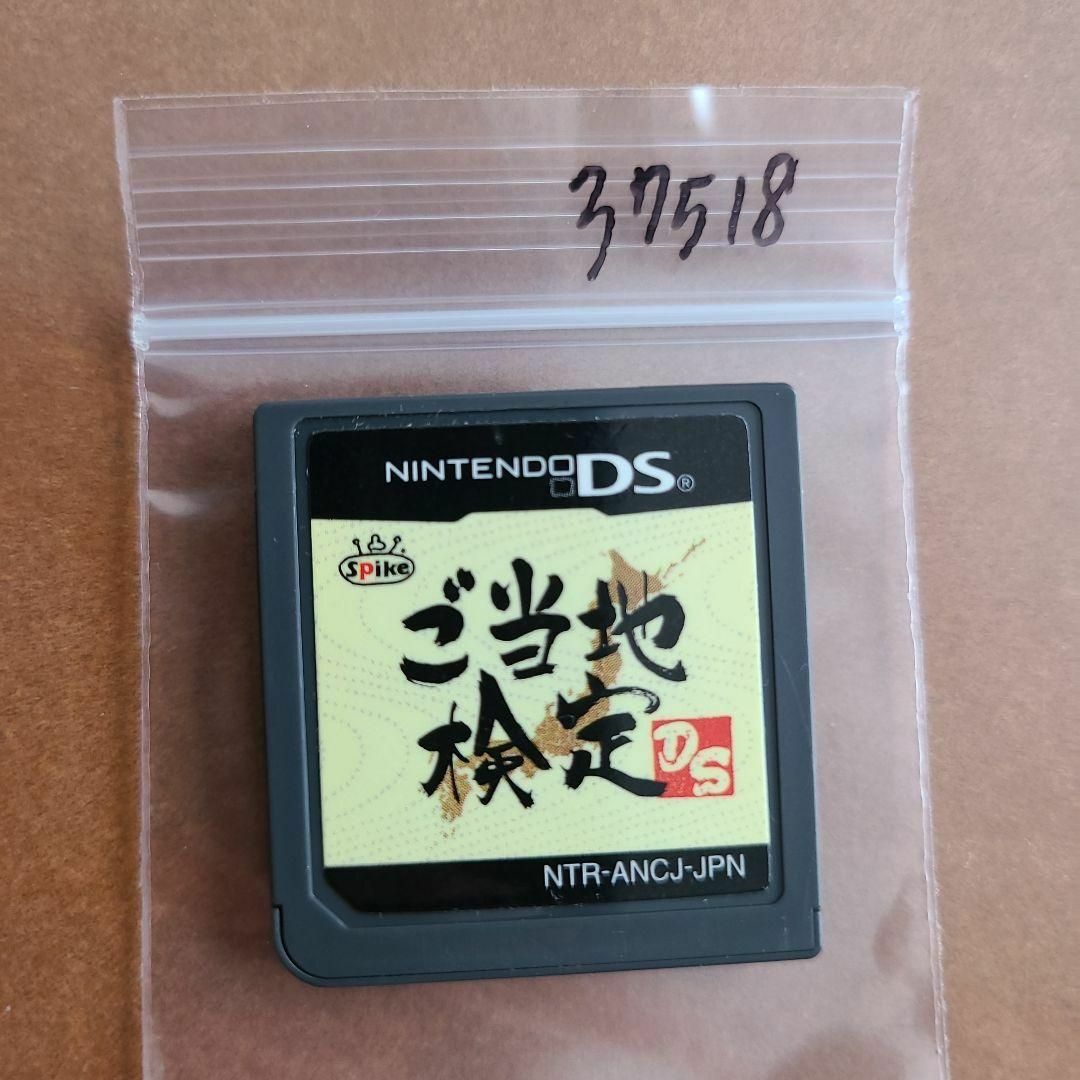 37518
NINTENDO DS®
Spike
ご当地
検定 DS
NTR-ANCJ-JPN